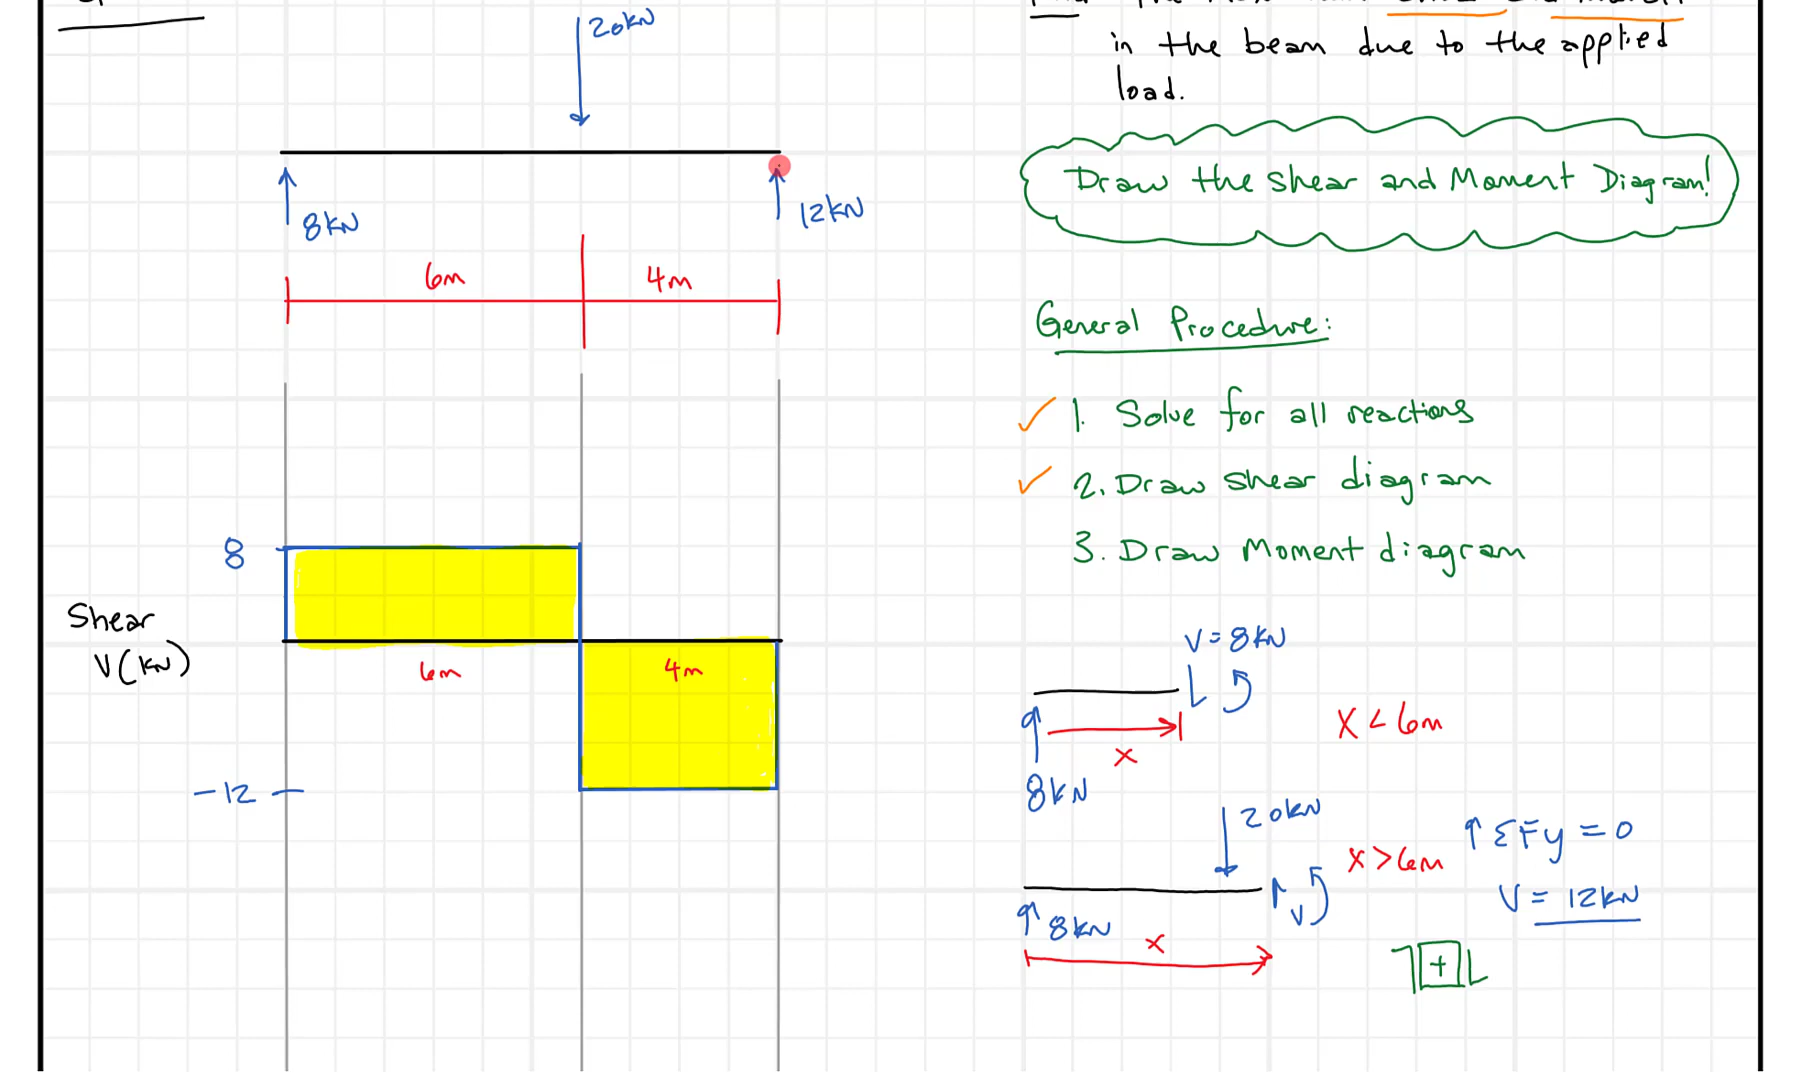 20kN
8kN
12kN
6m
4m
8
Shear
V(kN)
6m
4m
-12
in the beam due to the applied
load.
Draw the Shear and Moment Diagram!
General Procedure:
✓ 1. Solve for all reactions
✓ 2. Draw shear diagram
3. Draw Moment diagram
V = 8kN
x
X < 6m
8kN
20kN
X > 6m
↑ΣFy = 0
V
V = 12kN
8kN
x
+